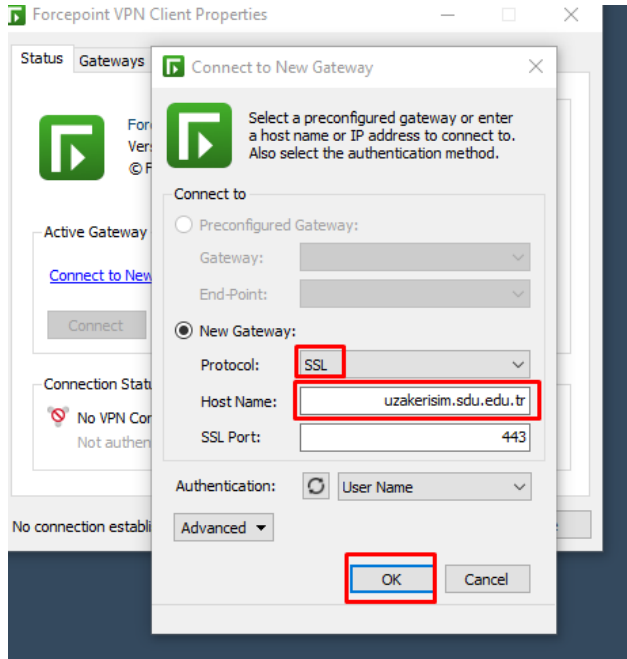 Forcepoint VPN Client Properties
Status
Gateways
Connect to New Gateway
Select a preconfigured gateway or enter
a host name or IP address to connect to.
Also select the authentication method.
Connect to
Preconfigured Gateway:
Gateway:
End-Point:
New Gateway:
Protocol: SSL
Host Name: uzakerisim.sdu.edu.tr
SSL Port: 443
Authentication: User Name
Advanced
OK Cancel
For
Ver
© F
Active Gateway
Connect to New
Connect
Connection Statu
No VPN Cor
Not authen
No connection establi